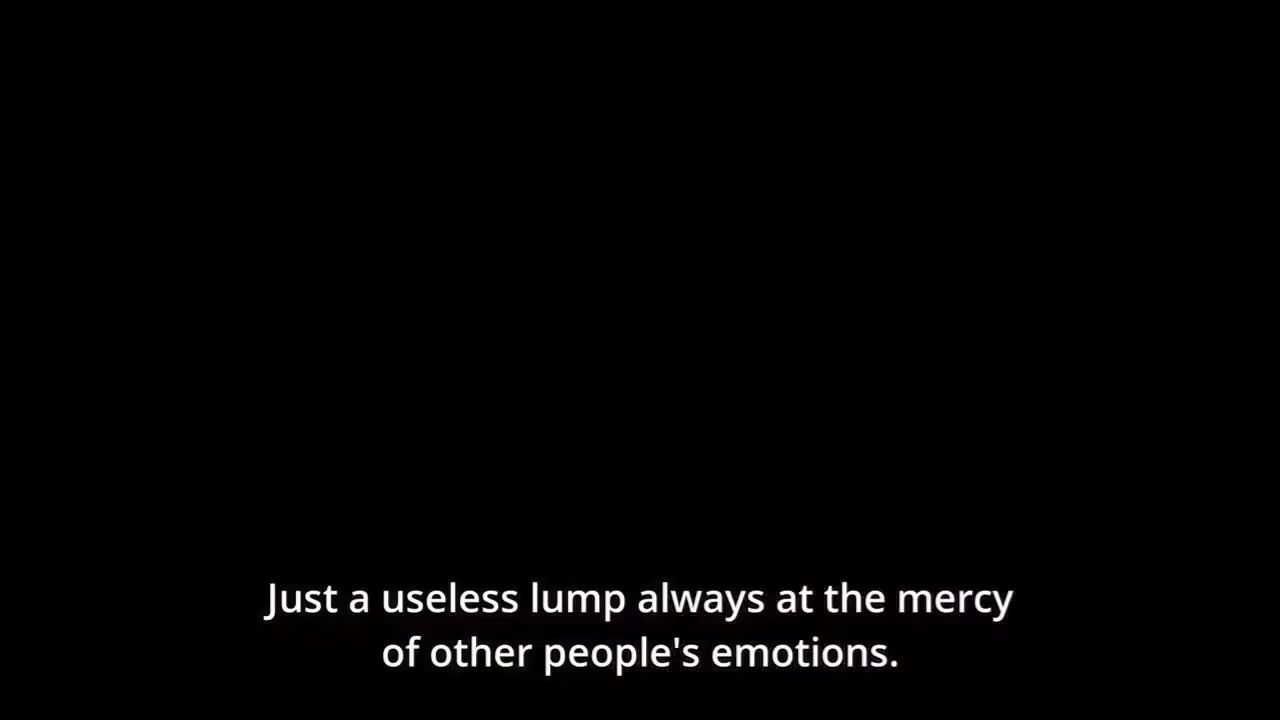 Just a useless lump always at the mercy
of other people's emotions.